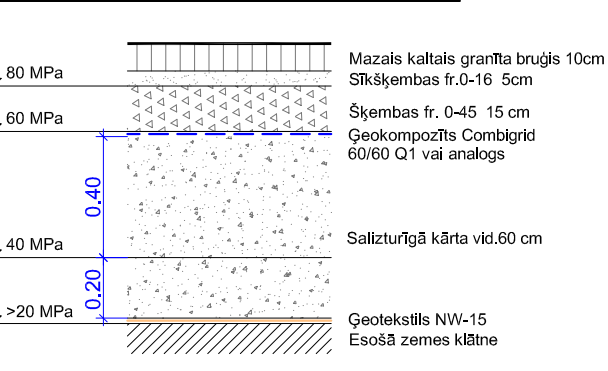 Mazais kaltais granīta bruģis 10cm
80 MPa
Sīkšķembas fr.0-16 5cm
Šķembas fr. 0-45 15 cm
60 MPa
Ģeokompozīts Combigrid
60/60 Q1 vai analogs
0.40
Salizturīgā kārta vid.60 cm
40 MPa
0.20
>20 MPa
Ģeotekstils NW-15
Esošā zemes klātne